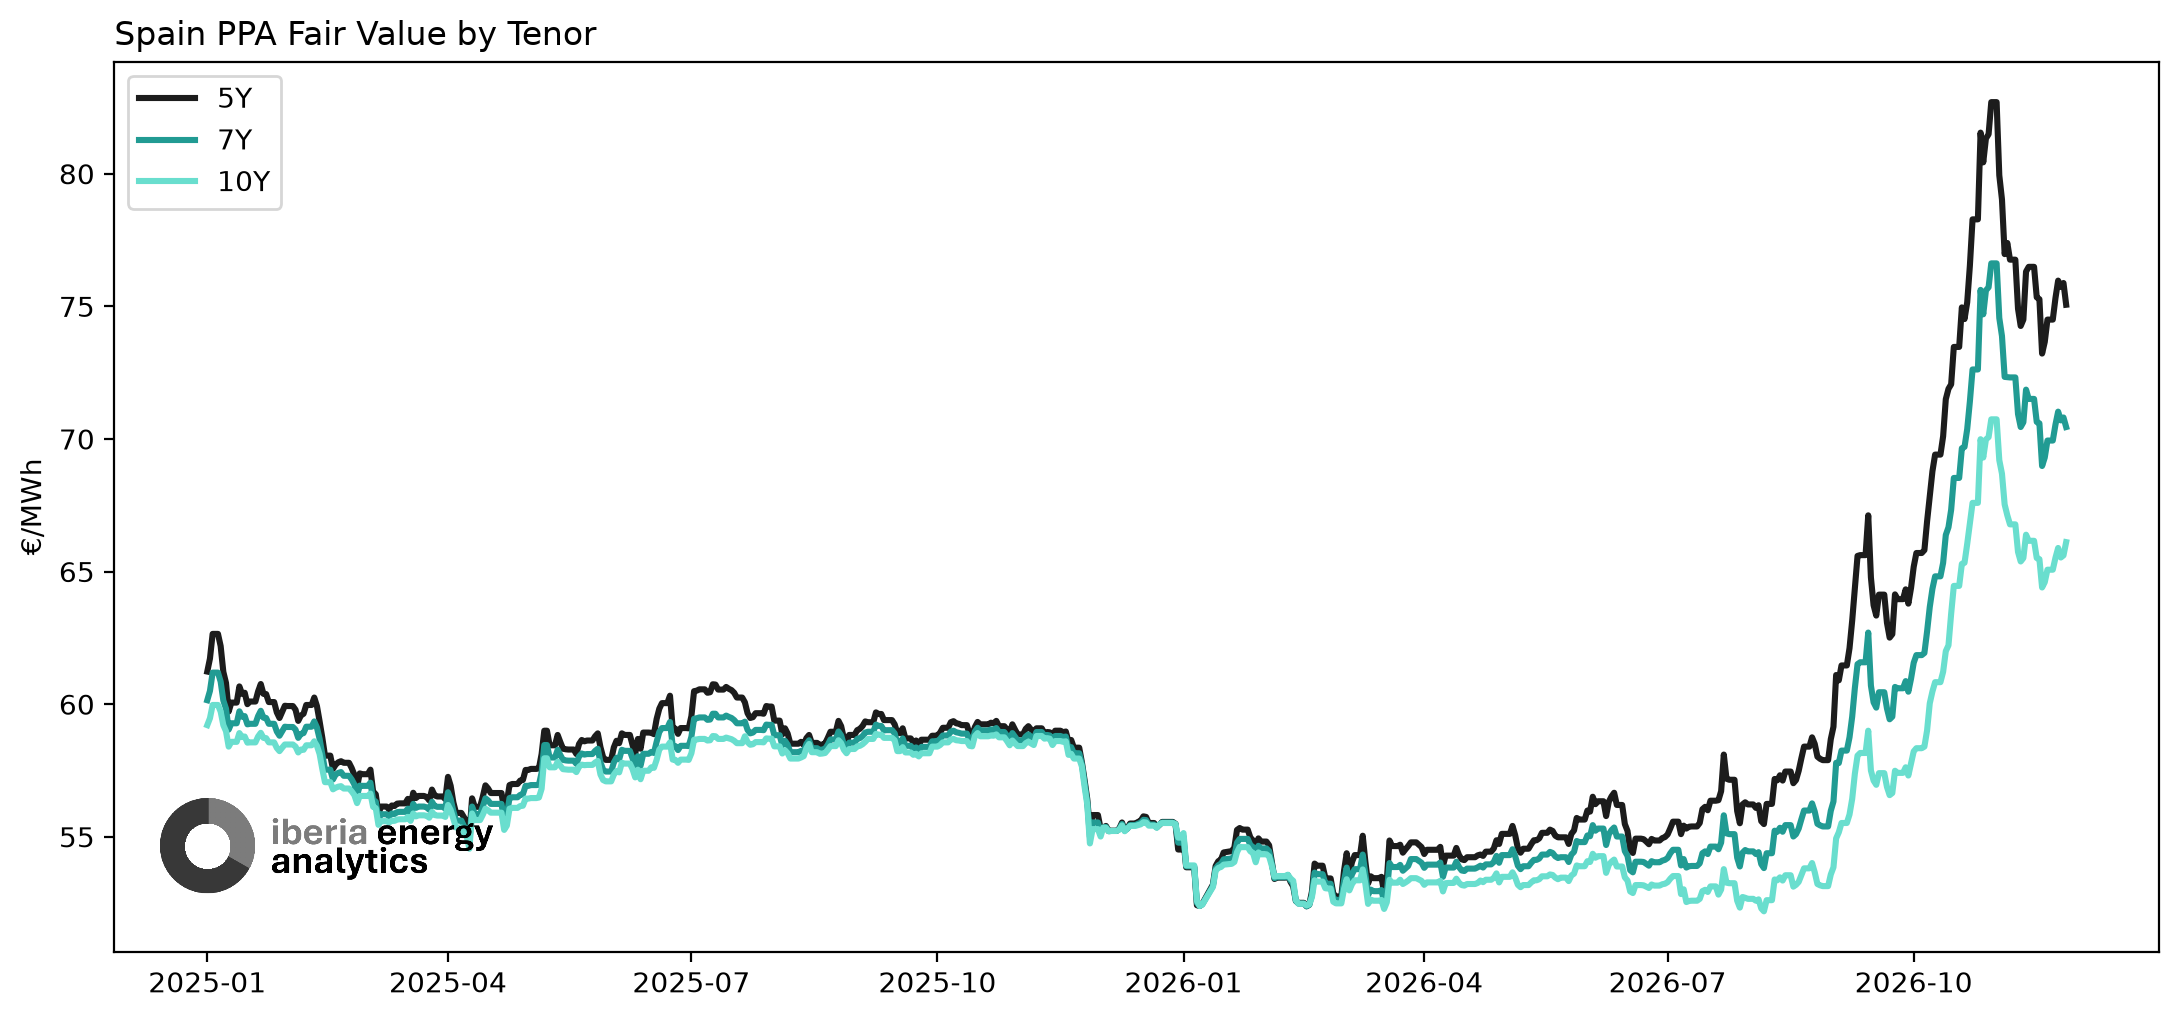 Spain PPA Fair Value by Tenor
5Y
7Y
10Y
80
75
70
65
60
55
€/MWh
iberia energy
analytics
2025-01
2025-04
2025-07
2025-10
2026-01
2026-04
2026-07
2026-10